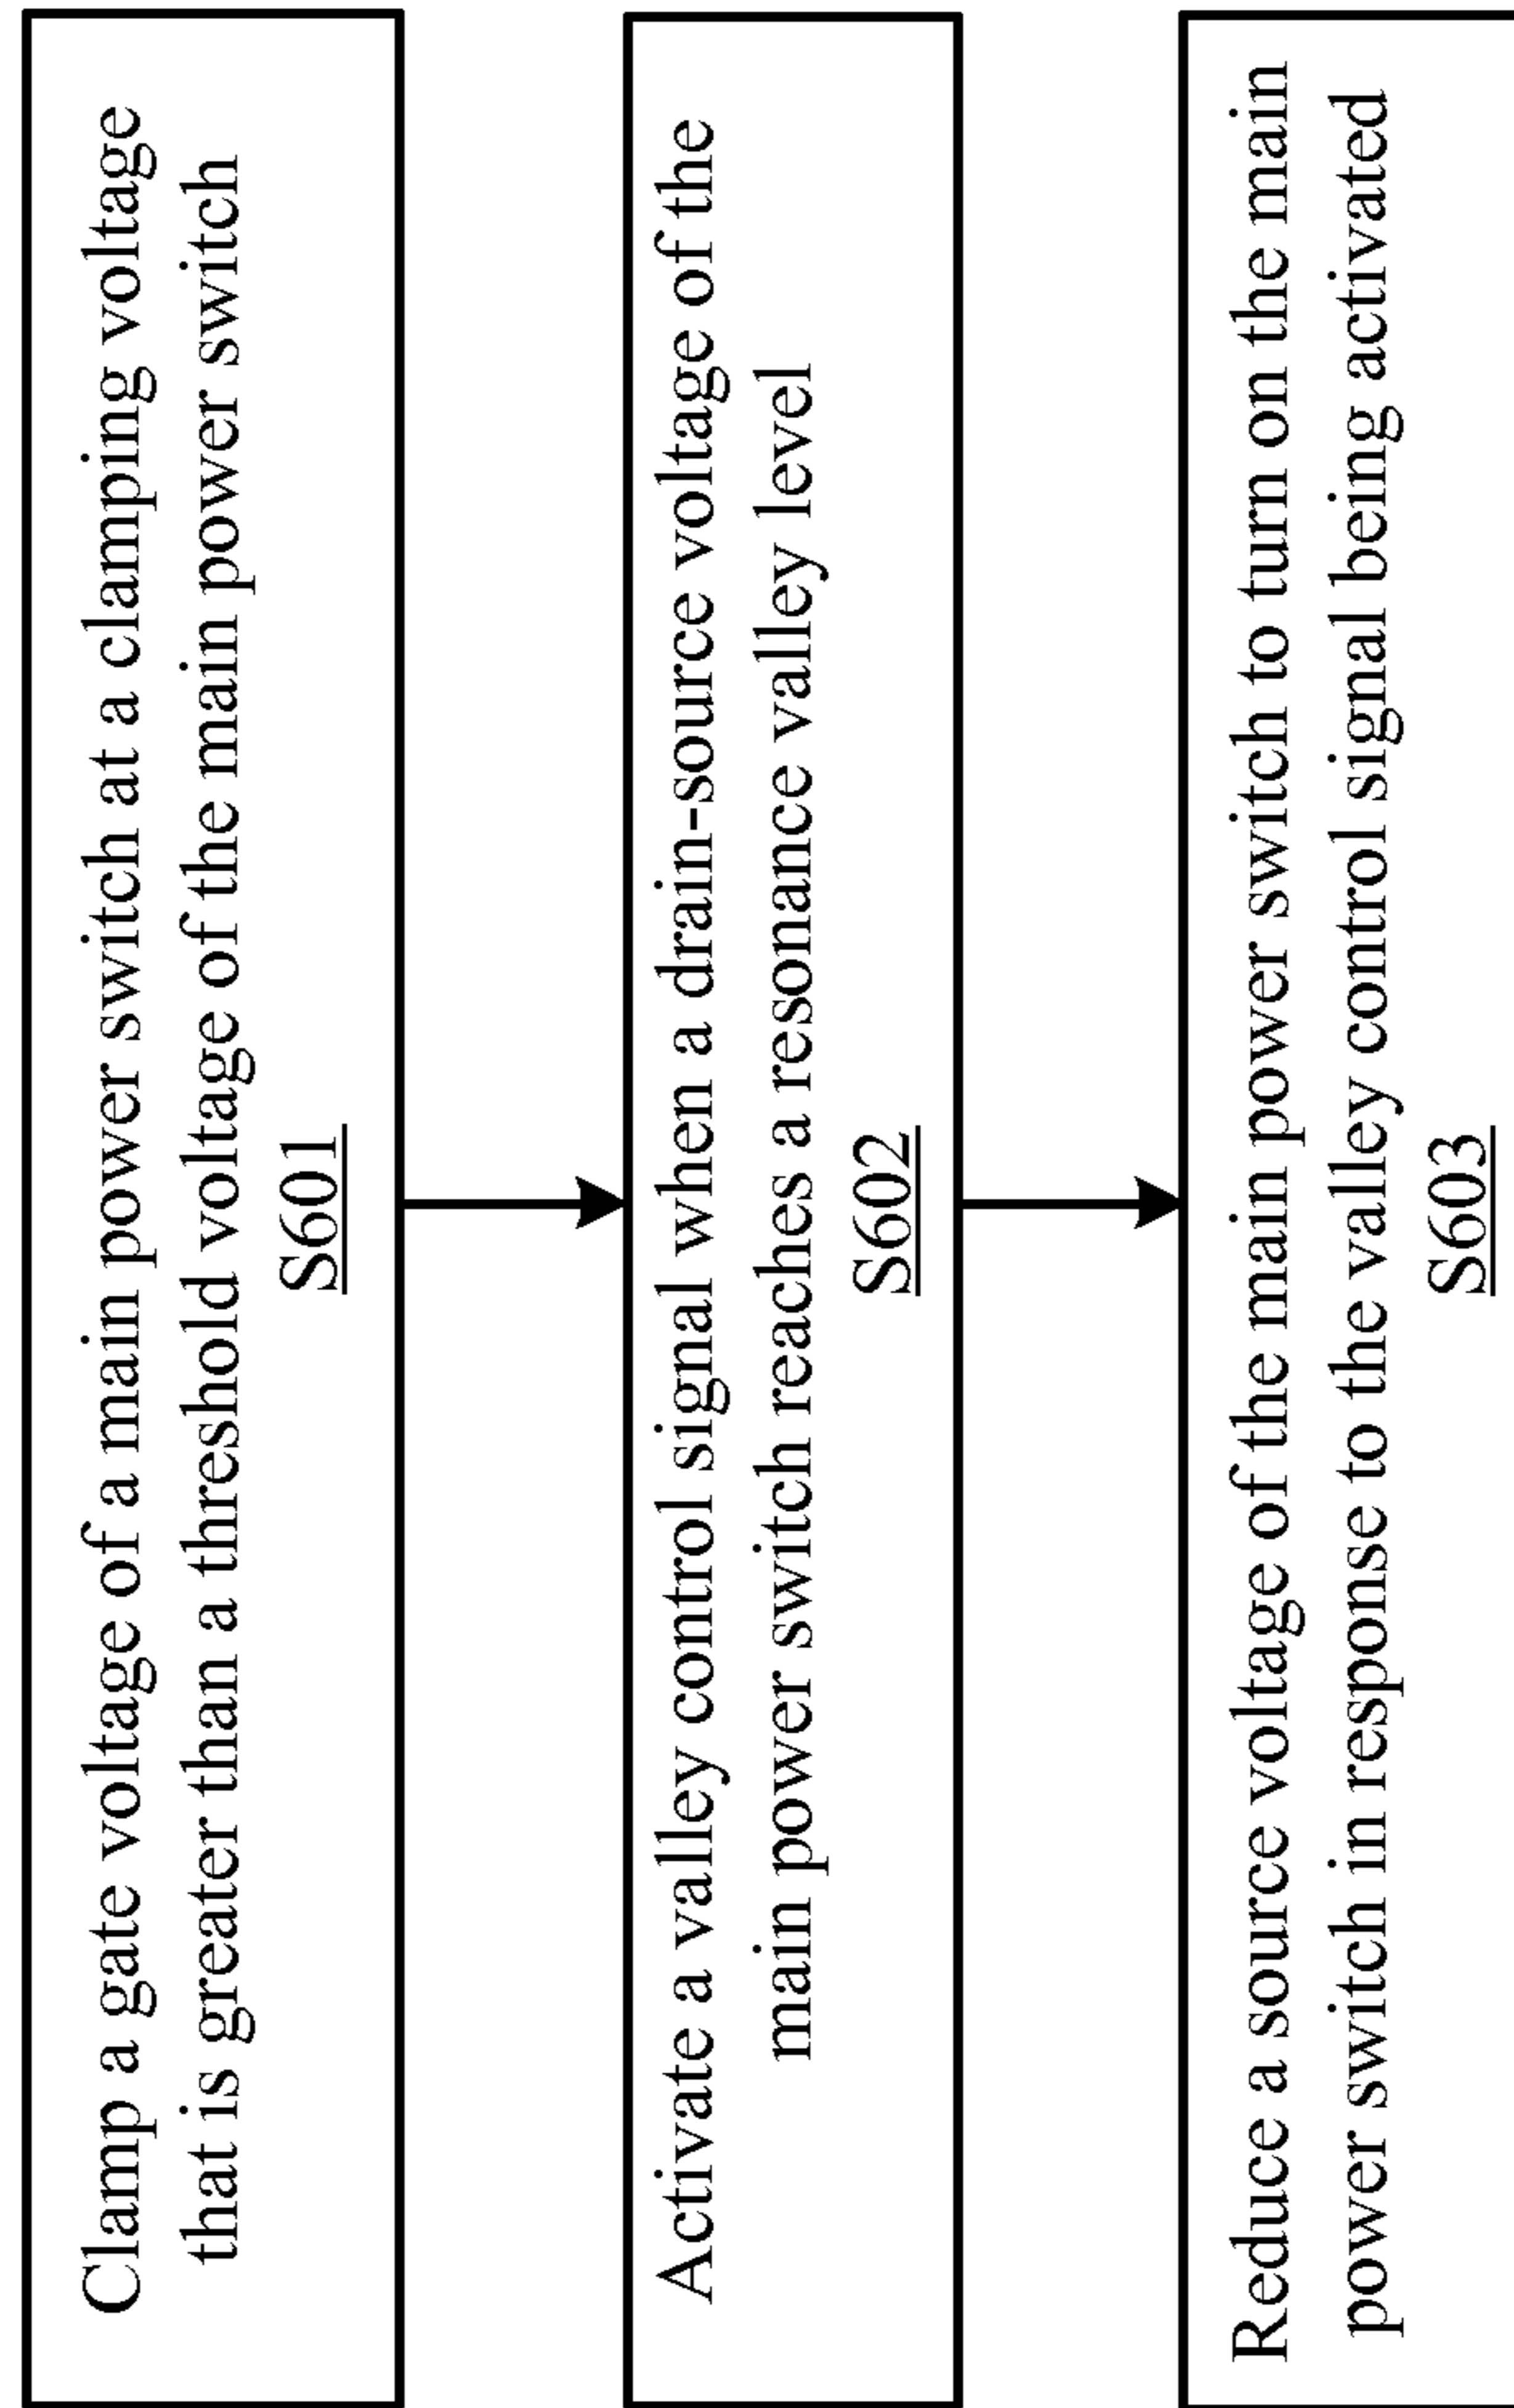 Clamp a gate voltage of a main power switch at a clamping voltage
that is greater than a threshold voltage of the main power switch
S601
Activate a valley control signal when a drain-source voltage of the
main power switch reaches a resonance valley level
S602
Reduce a source voltage of the main power switch to turn on the main
power switch in response to the valley control signal being activated
S603